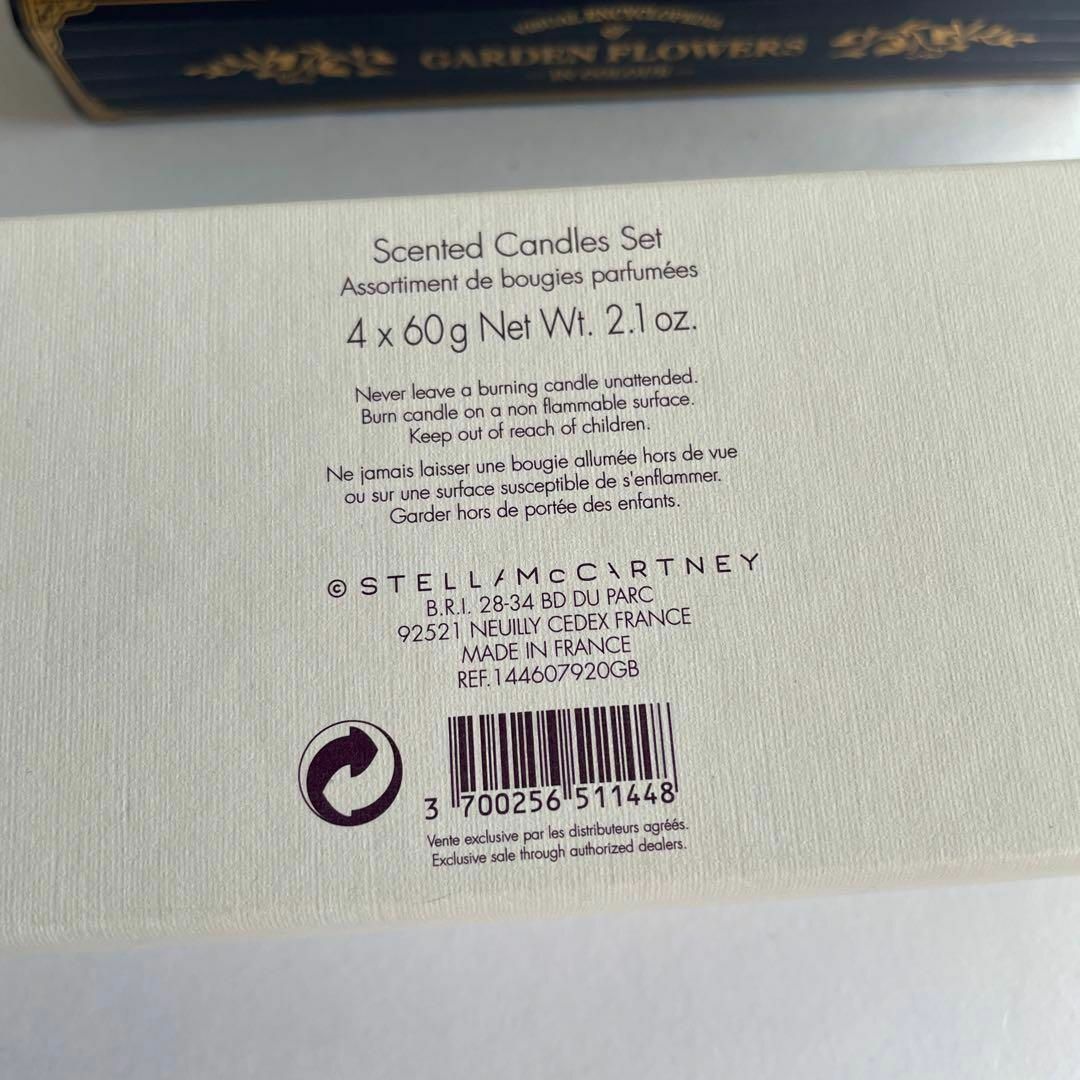 GARDEN FLOWERS
Scented Candles Set
Assortiment de bougies parfumées
4 x 60g Net Wt. 2.1 oz.
Never leave a burning candle unattended.
Burn candle on a non flammable surface.
Keep out of reach of children.
Ne jamais laisser une bougie allumée hors de vue
ou sur une surface susceptible de s'enflammer.
Garder hors de portée des enfants.
© STELLA McCARTNEY
B.R.I. 28-34 BD DU PARC
92521 NEUILLY CEDEX FRANCE
MADE IN FRANCE
REF.144607920GB
3 700256 511448
Vente exclusive par les distributeurs agréés.
Exclusive sale through authorized dealers.